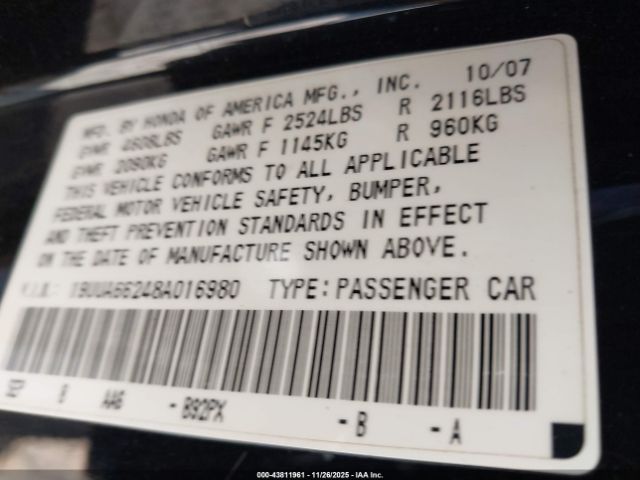 MFD. BY HONDA OF AMERICA MFG., INC. 10/07
GVWR 4608LBS GAWR F 2524LBS R 2116LBS
GVWR 2090KG GAWR F 1145KG R 960KG
THIS VEHICLE CONFORMS TO ALL APPLICABLE
FEDERAL MOTOR VEHICLE SAFETY, BUMPER,
AND THEFT PREVENTION STANDARDS IN EFFECT
ON THE DATE OF MANUFACTURE SHOWN ABOVE.
V.I.N.: 19UUA66248A016980 TYPE:PASSENGER CAR
SEP B AA6 - B92PX - B - A
000-43811961 - 11/26/2025 - IAA Inc.